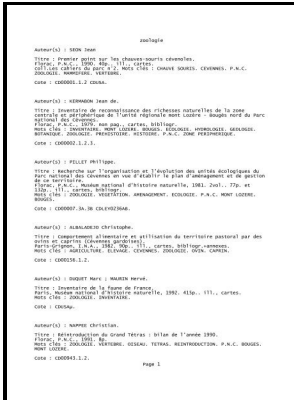 zoologie
Auteur(s) : SEON Jean
Titre : Premier point sur les chauves-souris cévenoles.
Florac, P.N.C., 1990. 40p., ill., cartes.
coll.Les cahiers du parc n°2. Mots clés : CHAUVE SOURIS. CEVENNES. P.N.C.
ZOOLOGIE. MAMMIFERE. VERTEBRE.
Cote : CD00001.1.2 CDUSA.
Auteur(s) : KERMABON Jean de.
Titre : Inventaire de reconnaissance des richesses naturelles de la zone
centrale et périphérique de l'unité régionale mont Lozère - Bouges nord du Parc
national des Cévennes.
Florac, P.N.C., 1979. non pag., cartes, bibliogr.
Mots clés : INVENTAIRE. MONT LOZERE. BOUGES. ECOLOGIE. HYDROLOGIE. GEOLOGIE.
BOTANIQUE. ZOOLOGIE. PREHISTOIRE. HISTOIRE. P.N.C. ZONE PERIPHERIQUE.
Cote : CD00002.1.2.3.
Auteur(s) : PILLET Philippe.
Titre : Recherche sur l'organisation et l'évolution des unités écologiques du
Parc national des Cévennes en vue d'établir le plan d'aménagement et de gestion
de ce territoire.
Florac, P.N.C., Muséum national d'histoire naturelle, 1981. 2vol., 77p. et
132p., ill., cartes, bibliogr.
Mots clés : ZOOLOGIE. VEGETATION. AMENAGEMENT. ECOLOGIE. P.N.C. MONT LOZERE.
BOUGES.
Auteur(s) : ALBALADEJO Christophe.
Titre : Comportement alimentaire et utilisation du territoire pastoral par des
ovins et caprins (Cévennes gardoises).
Paris-Grignon, I.N.A., 1982. 90p., ill., cartes, bibliogr.+annexes.
Mots clés : AGRICULTURE. ELEVAGE. CEVENNES. ZOOLOGIE. OVIN. CAPRIN.
Cote : CD00156.1.2.
Auteur(s) : DUQUET Marc ; MAURIN Hervé.
Titre : Inventaire de la faune de France.
Paris, Muséum national d'histoire naturelle, 1992. 415p., ill., cartes.
Mots clés : ZOOLOGIE. INVENTAIRE.
Cote : CDUSAμ.
Auteur(s) : NAPPEE Christian.
Titre : Réintroduction du Grand Tétras : bilan de l'année 1990.
Florac, P.N.C., 1991. 8p.
Mots clés : ZOOLOGIE. VERTEBRE. OISEAU. TETRAS. REINTRODUCTION. P.N.C. BOUGES.
MONT LOZERE.
Cote : CD00943.1.2.
Page 1